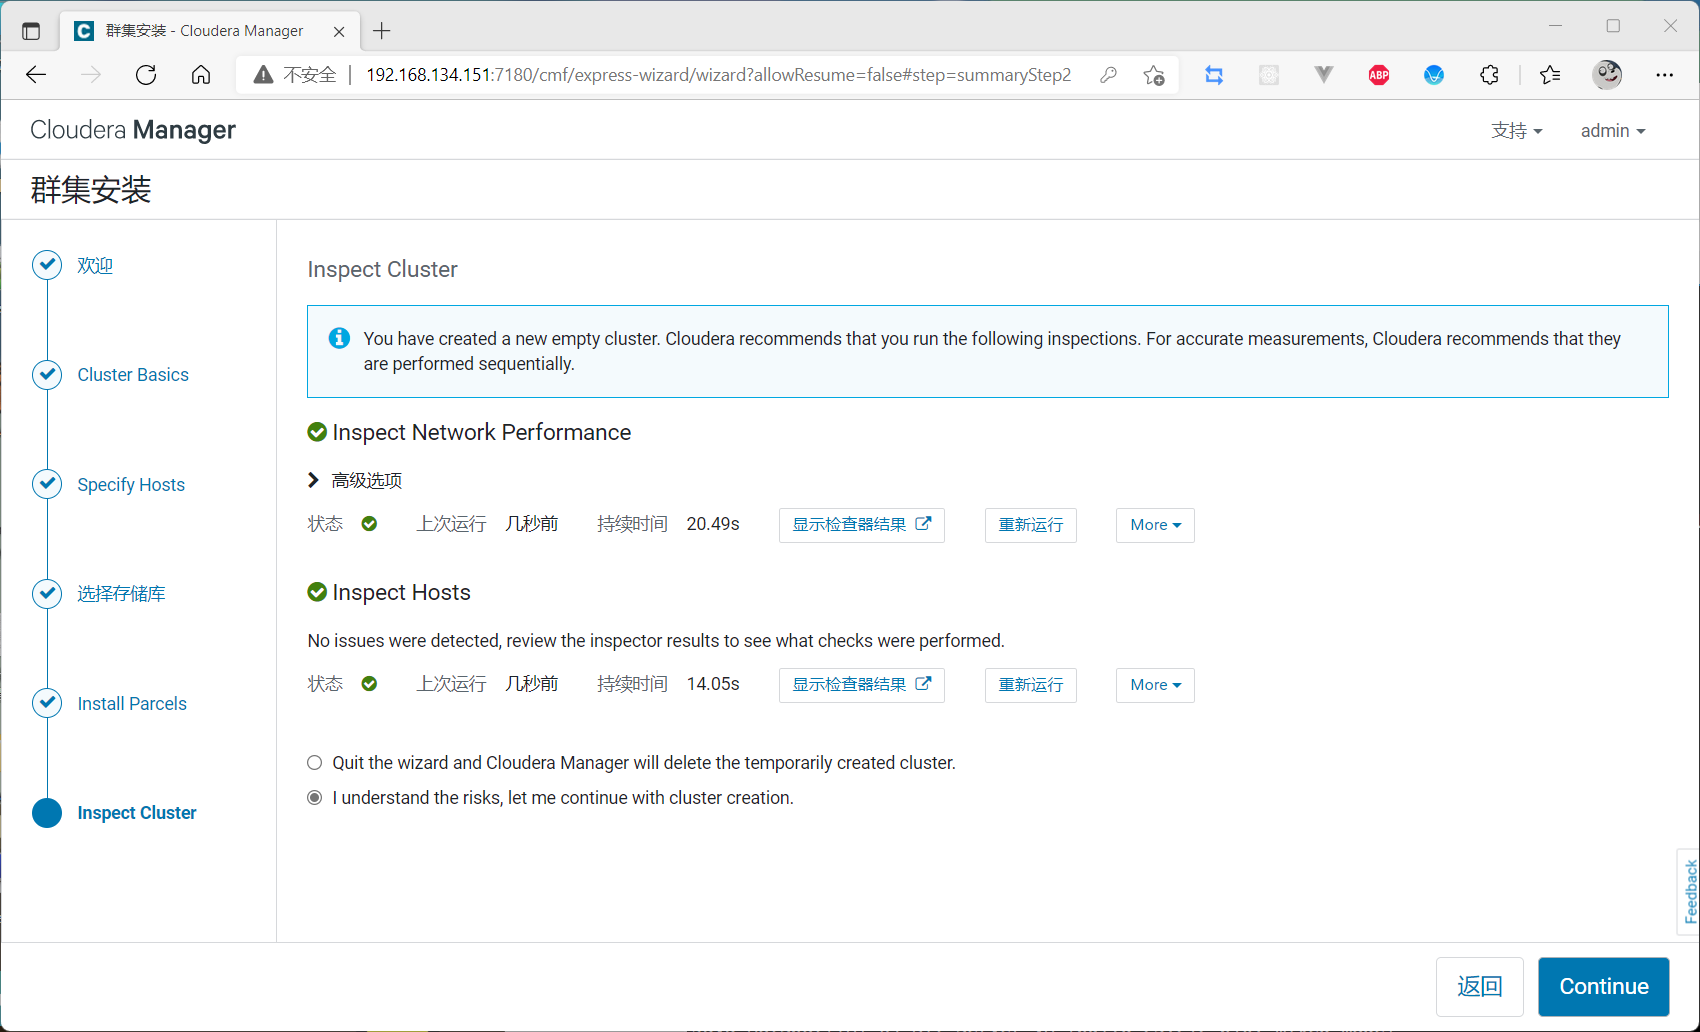 群集安装 - Cloudera Manager
不安全 | 192.168.134.151:7180/cmf/express-wizard/wizard?allowResume=false#step=summaryStep2
ABP
Cloudera Manager
支持
admin
群集安装
欢迎
Cluster Basics
Specify Hosts
选择存储库
Install Parcels
Inspect Cluster
Inspect Cluster
You have created a new empty cluster. Cloudera recommends that you run the following inspections. For accurate measurements, Cloudera recommends that they
are performed sequentially.
Inspect Network Performance
高级选项
状态 上次运行 几秒前 持续时间 20.49s 显示检查器结果 重新运行 More
Inspect Hosts
No issues were detected, review the inspector results to see what checks were performed.
状态 上次运行 几秒前 持续时间 14.05s 显示检查器结果 重新运行 More
Quit the wizard and Cloudera Manager will delete the temporarily created cluster.
I understand the risks, let me continue with cluster creation.
Feedback
返回
Continue